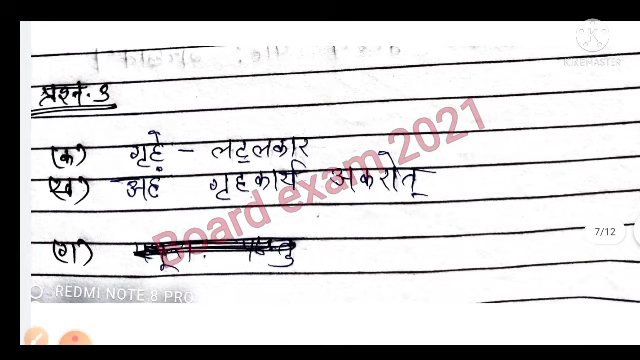 KINEMASTER
प्रश्न.3
(क) गृहे - लट्लकार
(ख) अहं गृहकार्य अकरोत्
Board exam 2021
7/12
(ग)
REDMI NOTE 8 PRO